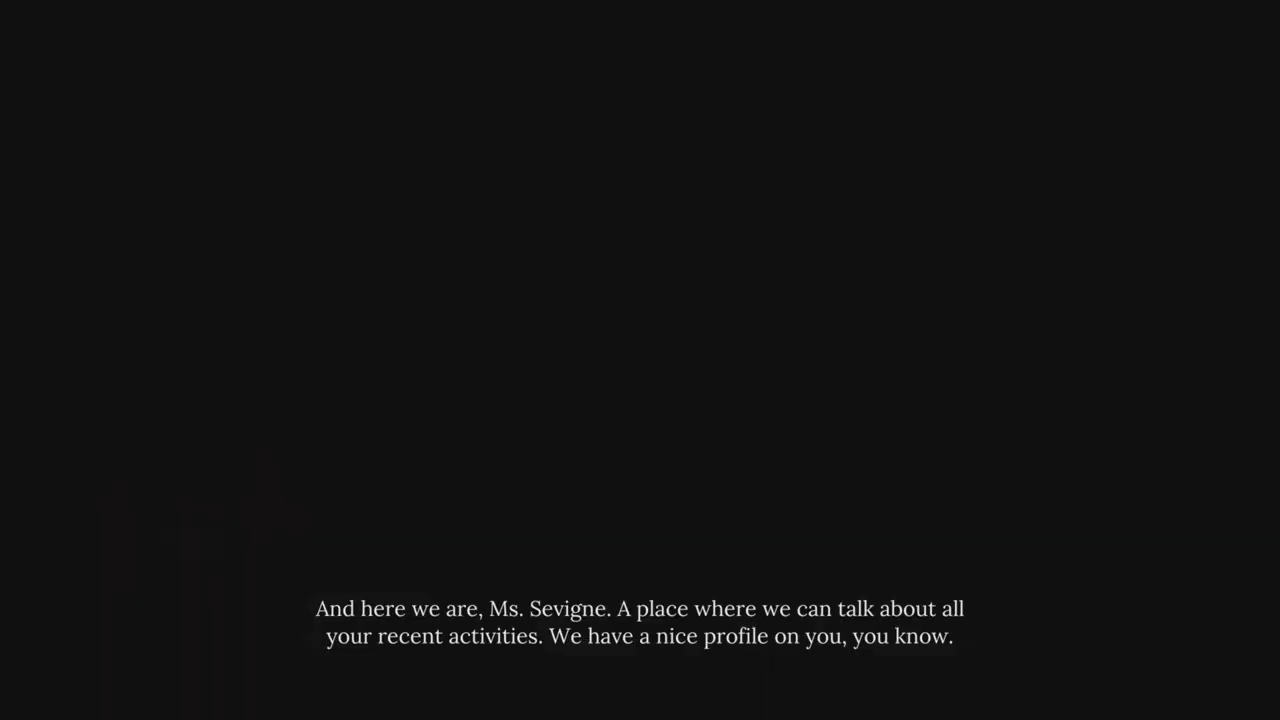 And here we are, Ms. Sevigne. A place where we can talk about all
your recent activities. We have a nice profile on you, you know.